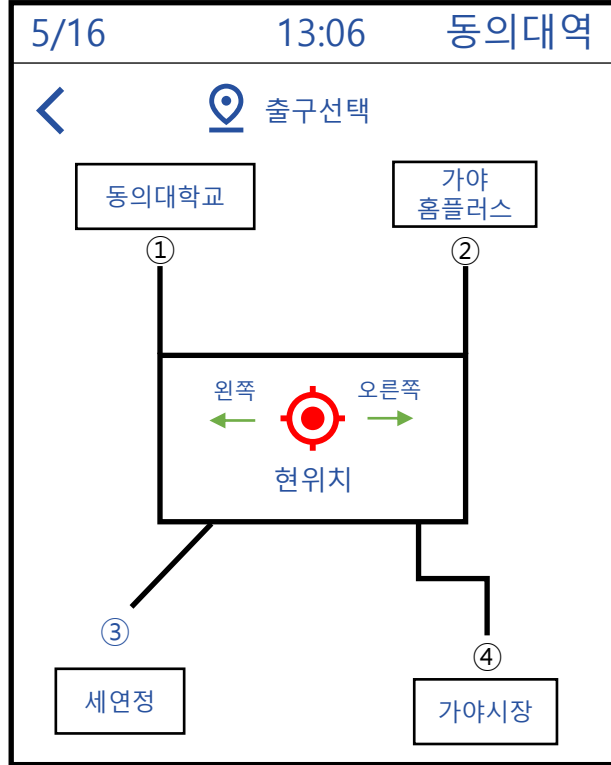 5/16 13:06 동의대역
출구선택
동의대학교
가야
홈플러스
① ②
왼쪽 오른쪽
현위치
③
④
세연정
가야시장